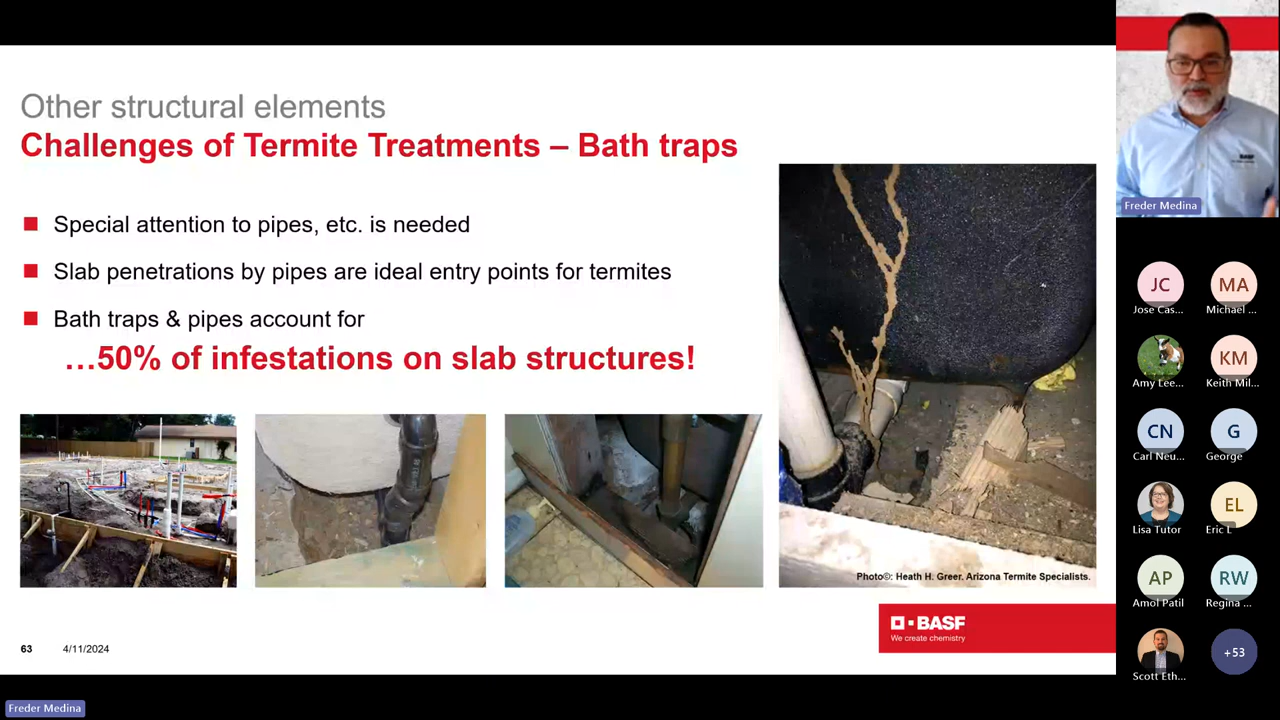 Other structural elements
Challenges of Termite Treatments – Bath traps
Special attention to pipes, etc. is needed
Slab penetrations by pipes are ideal entry points for termites
Bath traps & pipes account for
…50% of infestations on slab structures!
Photo©: Heath H. Greer, Arizona Termite Specialists.
BASF
We create chemistry
63
4/11/2024
BASF
Freder Medina
JC
MA
Jose Cas...
Michael ...
KM
Amy Lee...
Keith Mil...
CN
G
Carl Neu...
George
EL
Lisa Tutor
Eric L
AP
RW
Amol Patil
Regina ...
+53
Scott Eth...
Freder Medina